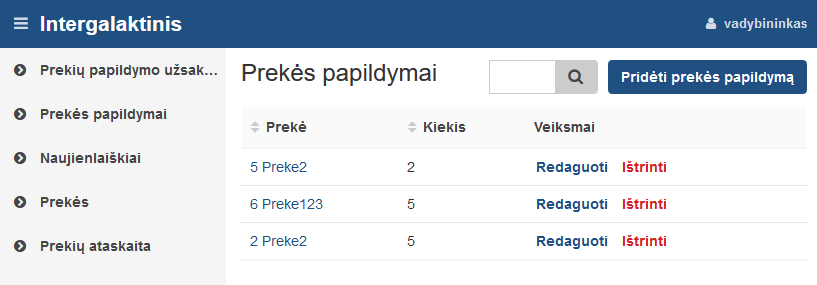 Intergalaktinis
vadybininkas
Prekių papildymo užsak...
Prekės papildymai
Naujienlaiškiai
Prekės
Prekių ataskaita
Prekės papildymai
Pridėti prekės papildymą
Prekė Kiekis Veiksmai
5 Preke2 2 Redaguoti Ištrinti
6 Preke123 5 Redaguoti Ištrinti
2 Preke2 5 Redaguoti Ištrinti